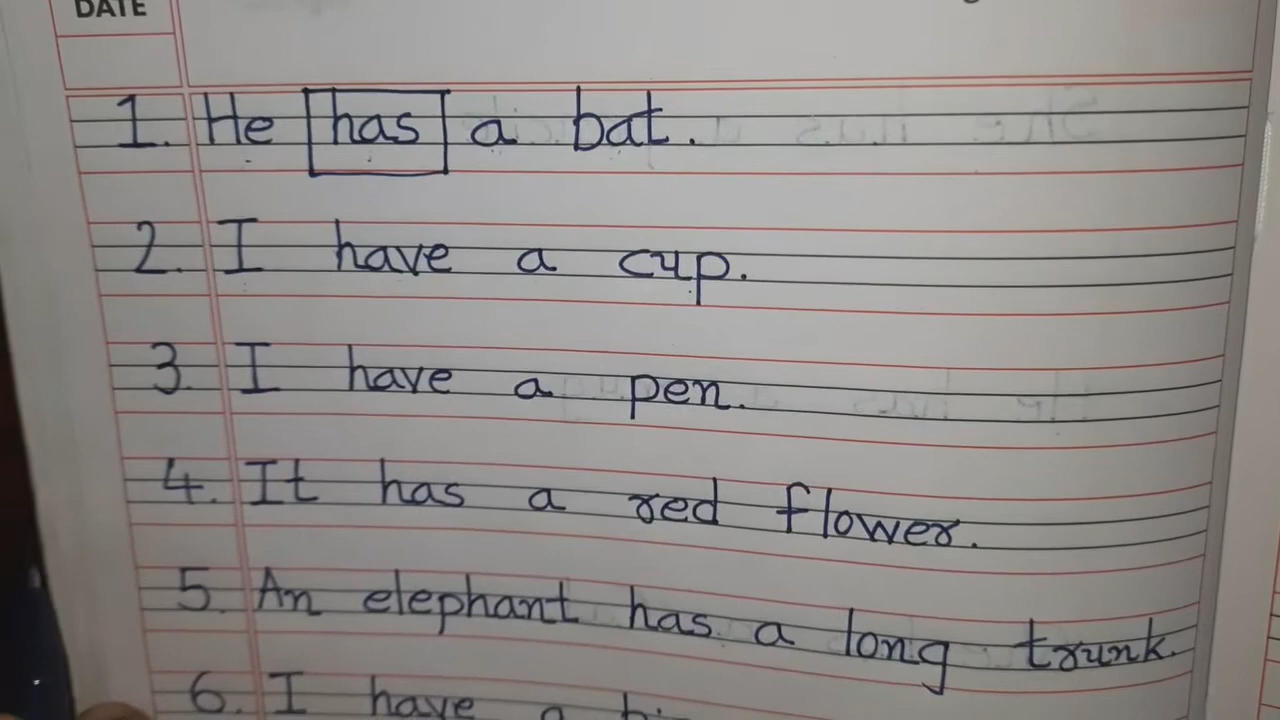 DATE
1. He has a bat.
2. I have a cup.
3. I have a pen.
4. It has a red flower.
5. An elephant has a long trunk.
6. I have a